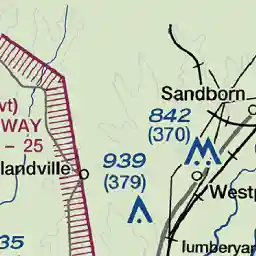 Sandborn
vt)
WAY
- 25
842
(370)
939
(379)
landville
Westp
35
lumberyar